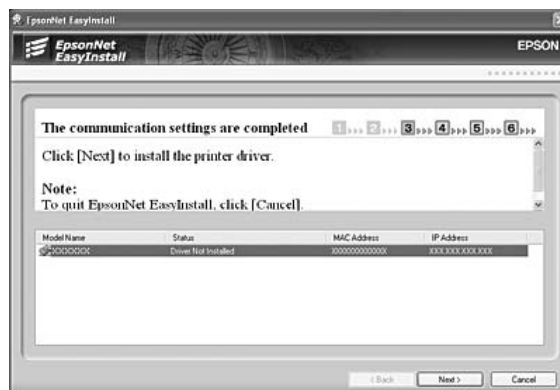 EpsonNet EasyInstall
EpsonNet
EasyInstall
EPSON
The communication settings are completed
1 2 3 4 5 6
Click [Next] to install the printer driver.
Note:
To quit EpsonNet EasyInstall, click [Cancel].
Model Name Status MAC Address IP Address
XXXXXXX Driver Not Installed XXXXXXXXXXXX XXX.XXX.XXX.XXX
< Back Next > Cancel